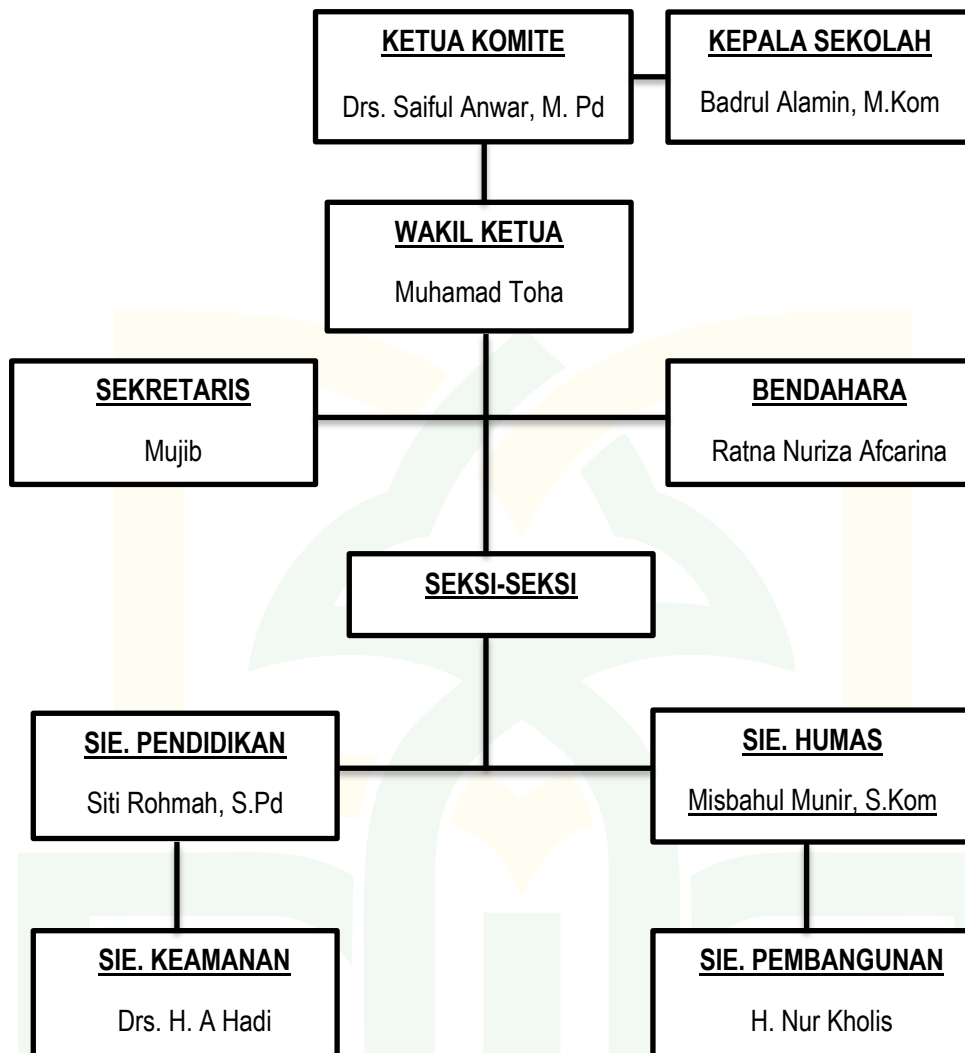 KETUA KOMITE
Drs. Saiful Anwar, M. Pd
KEPALA SEKOLAH
Badrul Alamin, M.Kom
WAKIL KETUA
Muhamad Toha
SEKRETARIS
Mujib
BENDAHARA
Ratna Nuriza Afcarina
SEKSI-SEKSI
SIE. PENDIDIKAN
Siti Rohmah, S.Pd
SIE. HUMAS
Misbahul Munir, S.Kom
SIE. KEAMANAN
Drs. H. A Hadi
SIE. PEMBANGUNAN
H. Nur Kholis